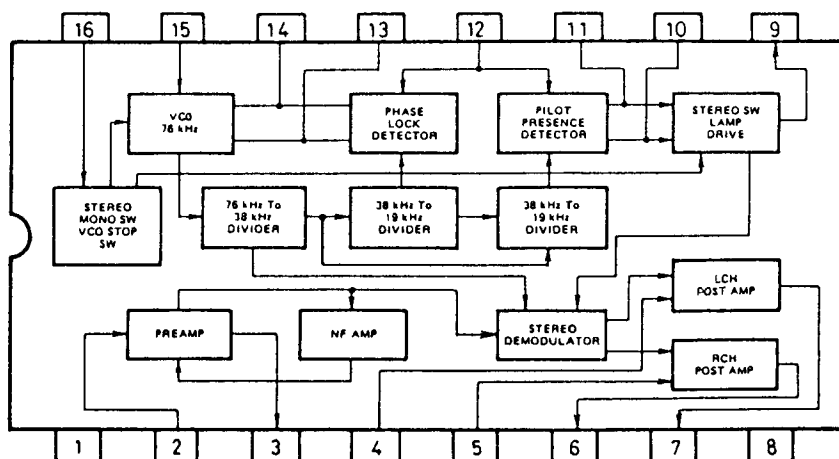 16 15 14 13 12 11 10 9
VCO
76 kHz
PHASE
LOCK
DETECTOR
PILOT
PRESENCE
DETECTOR
STEREO SW
LAMP
DRIVE
STEREO
MONO SW
VCO STOP
SW
76 kHz To
38 kHz
DIVIDER
38 kHz To
19 kHz
DIVIDER
38 kHz To
19 kHz
DIVIDER
LCH
POST AMP
PREAMP
NF AMP
STEREO
DEMODULATOR
RCH
POST AMP
1 2 3 4 5 6 7 8